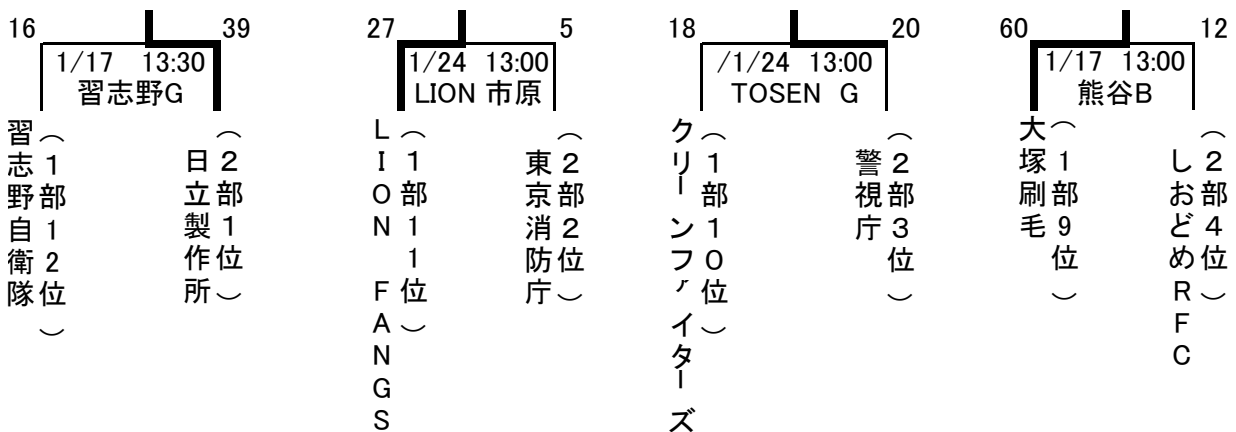 16 39
1/17 13:30
習志野G
習志野自衛隊
（１部１２位）
日立製作所
（２部１位）
27 5
1/24 13:00
LION 市原
ＬＩＯＮ ＦＡＮＧＳ
（１部１１位）
東京消防庁
（２部２位）
18 20
/1/24 13:00
TOSEN G
クリーンファイターズ
（１部１０位）
警視庁
（２部３位）
60 12
1/17 13:00
熊谷B
大塚刷毛
（１部９位）
しおどめＲＦＣ
（２部４位）